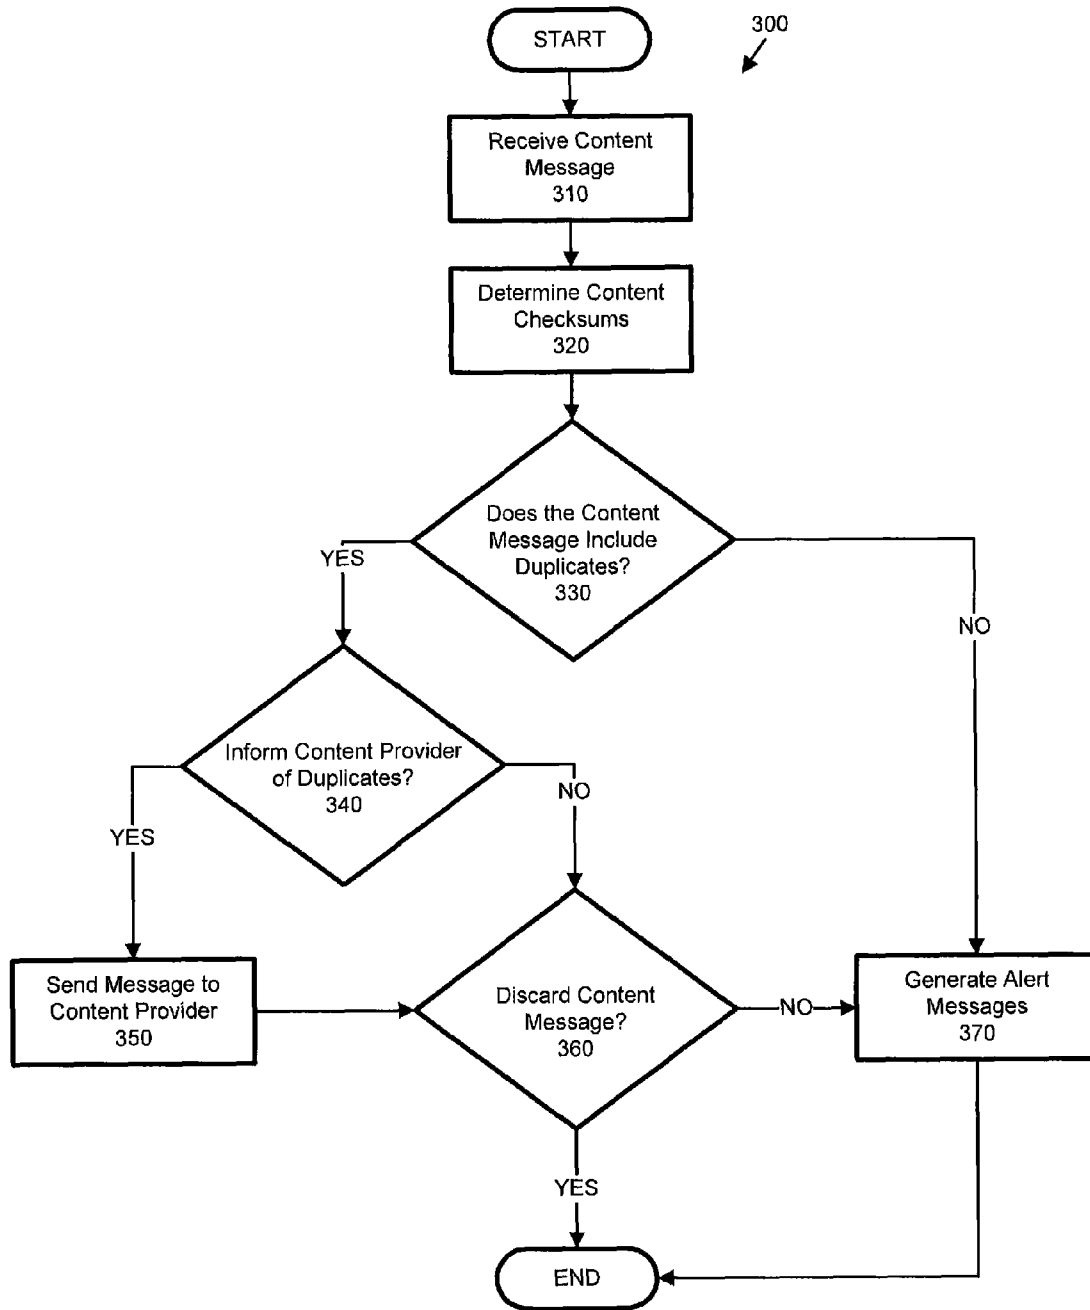 START
300
Receive Content
Message
310
Determine Content
Checksums
320
Does the Content
Message Include
Duplicates?
330
YES
NO
Inform Content Provider
of Duplicates?
340
NO
YES
Send Message to
Content Provider
350
Discard Content
Message?
360
NO
Generate Alert
Messages
370
YES
END